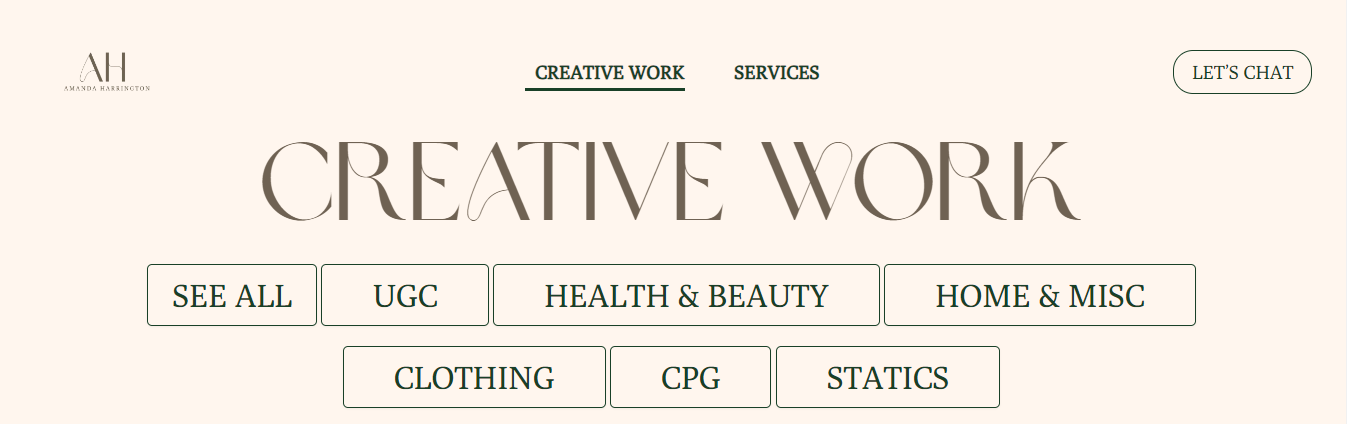 AH
AMANDA HARRINGTON
CREATIVE WORK SERVICES LET’S CHAT
CREATIVE WORK
SEE ALL UGC HEALTH & BEAUTY HOME & MISC
CLOTHING CPG STATICS